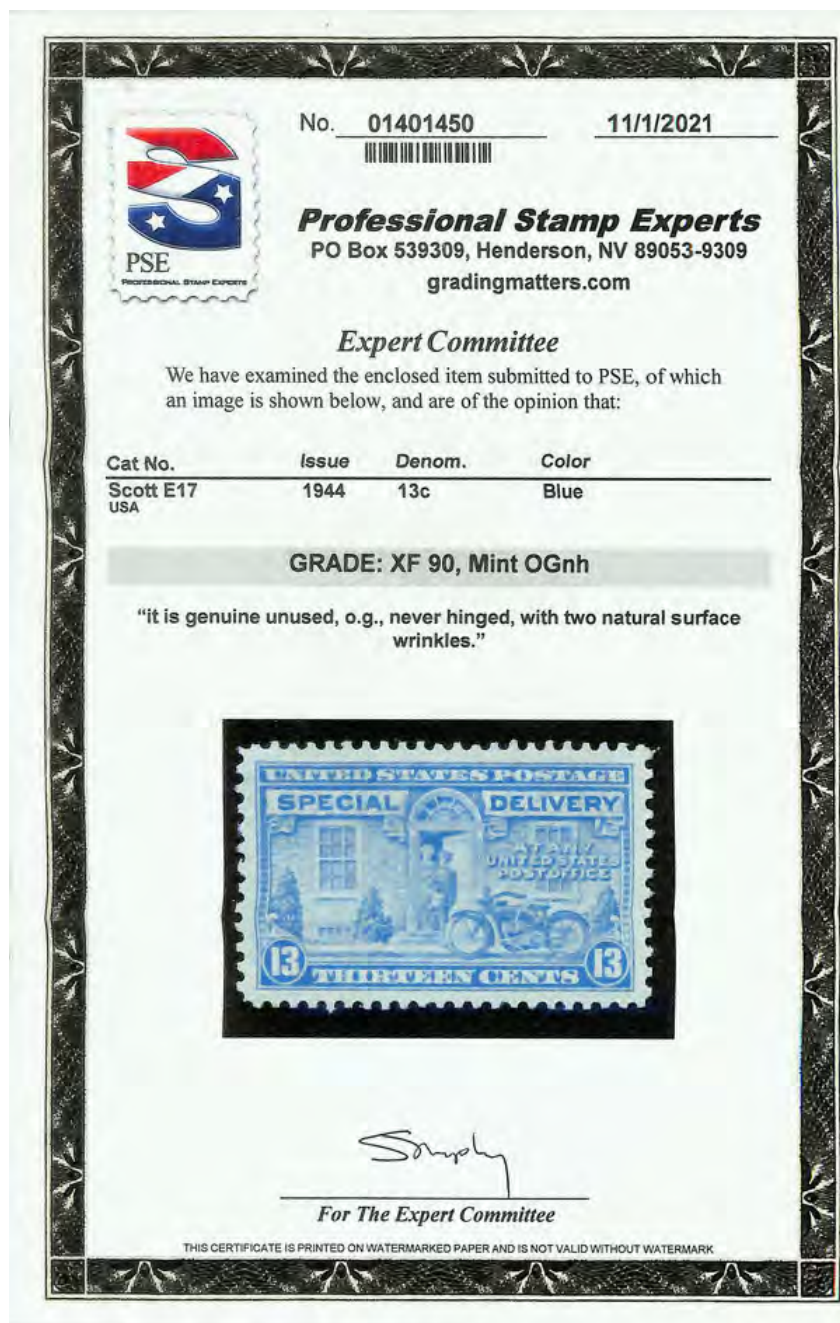 No. 01401450 11/1/2021
PSE
PROFESSIONAL STAMP EXPERTS
Professional Stamp Experts
PO Box 539309, Henderson, NV 89053-9309
gradingmatters.com
Expert Committee
We have examined the enclosed item submitted to PSE, of which
an image is shown below, and are of the opinion that:
Cat No. Issue Denom. Color
Scott E17 1944 13c Blue
USA
GRADE: XF 90, Mint OGnh
“it is genuine unused, o.g., never hinged, with two natural surface
wrinkles.”
UNITED STATES POSTAGE
SPECIAL DELIVERY
AT ANY
UNITED STATES
POST OFFICE
13 THIRTEEN CENTS 13
For The Expert Committee
THIS CERTIFICATE IS PRINTED ON WATERMARKED PAPER AND IS NOT VALID WITHOUT WATERMARK